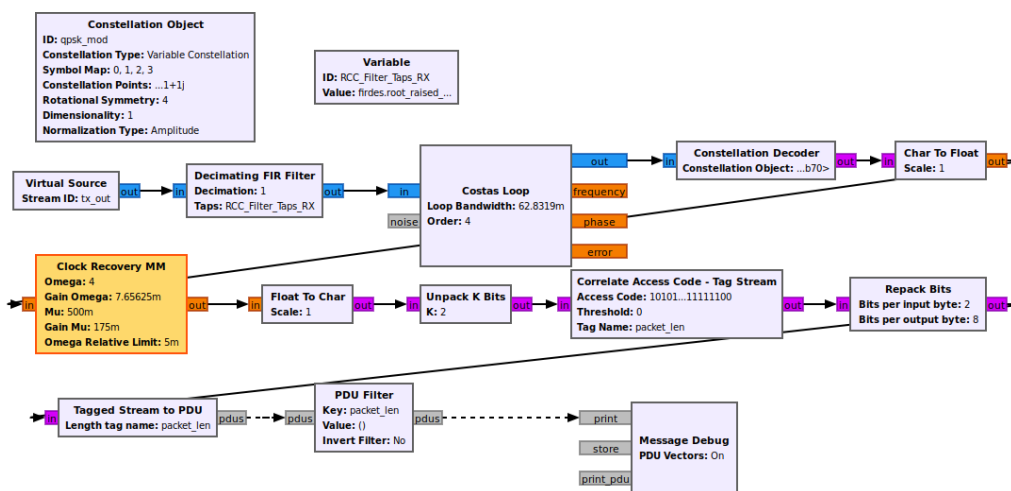 Constellation Object
ID: qpsk_mod
Constellation Type: Variable Constellation
Symbol Map: 0, 1, 2, 3
Constellation Points: ...1+1j
Rotational Symmetry: 4
Dimensionality: 1
Normalization Type: Amplitude
Variable
ID: RCC_Filter_Taps_RX
Value: firdes.root_raised_...
Virtual Source
Stream ID: tx_out
out
in
Decimating FIR Filter
Decimation: 1
Taps: RCC_Filter_Taps_RX
out
in
noise
Costas Loop
Loop Bandwidth: 62.8319m
Order: 4
out
frequency
phase
error
in
Constellation Decoder
Constellation Object: ...b70>
out
in
Char To Float
Scale: 1
out
in
Clock Recovery MM
Omega: 4
Gain Omega: 7.65625m
Mu: 500m
Gain Mu: 175m
Omega Relative Limit: 5m
out
in
Float To Char
Scale: 1
out
in
Unpack K Bits
K: 2
out
in
Correlate Access Code - Tag Stream
Access Code: 10101...11111100
Threshold: 0
Tag Name: packet_len
out
in
Repack Bits
Bits per input byte: 2
Bits per output byte: 8
out
in
Tagged Stream to PDU
Length tag name: packet_len
pdus
pdus
PDU Filter
Key: packet_len
Value: ()
Invert Filter: No
pdus
print
store
print_pdu
Message Debug
PDU Vectors: On